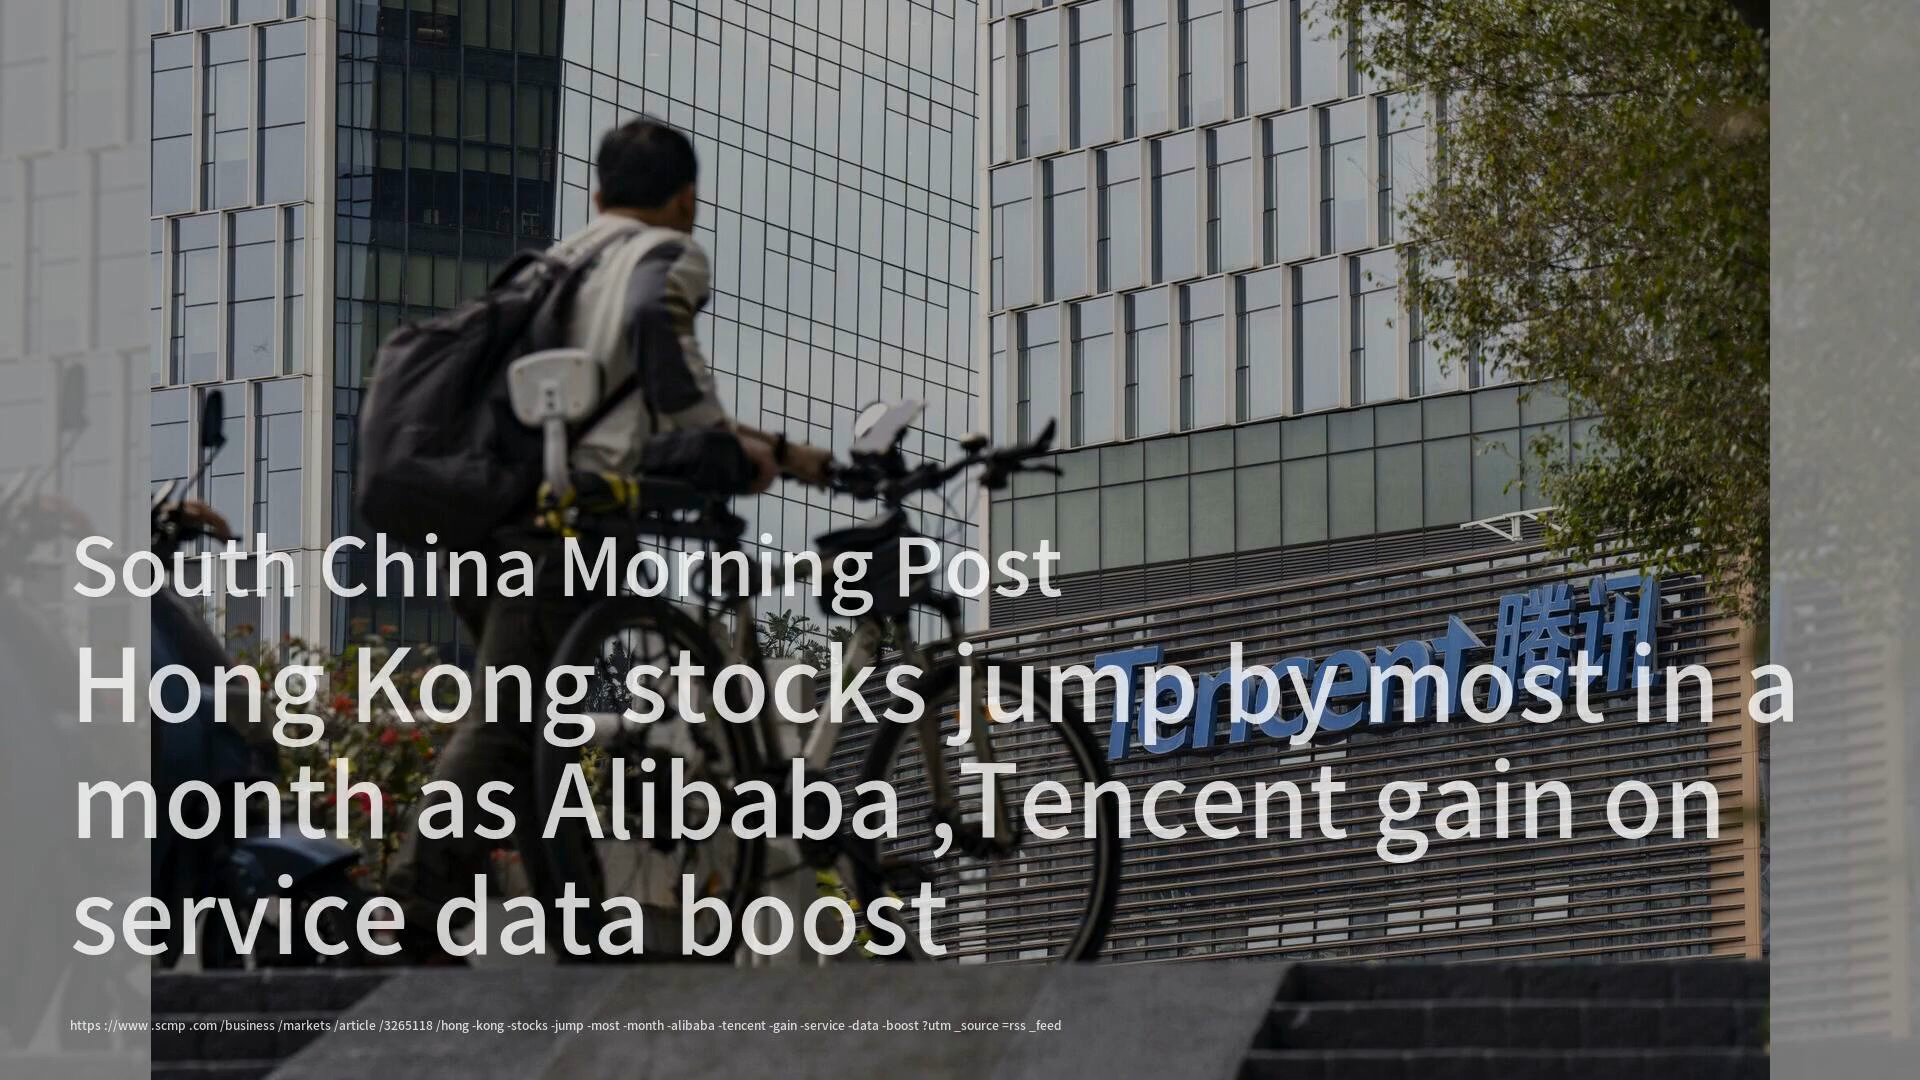 South China Morning Post
Hong Kong stocks jump by most in a
month as Alibaba ,Tencent gain on
service data boost
Tencent 腾讯
https ://www .scmp .com /business /markets /article /3265118 /hong -kong -stocks -jump -most -month -alibaba -tencent -gain -service -data -boost ?utm _source =rss _feed